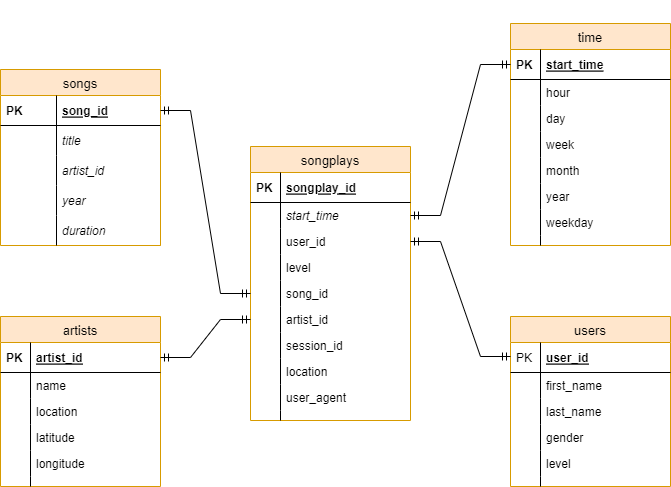 songs
PK song_id
title
artist_id
year
duration
artists
PK artist_id
name
location
latitude
longitude
songplays
PK songplay_id
start_time
user_id
level
song_id
artist_id
session_id
location
user_agent
time
PK start_time
hour
day
week
month
year
weekday
users
PK user_id
first_name
last_name
gender
level